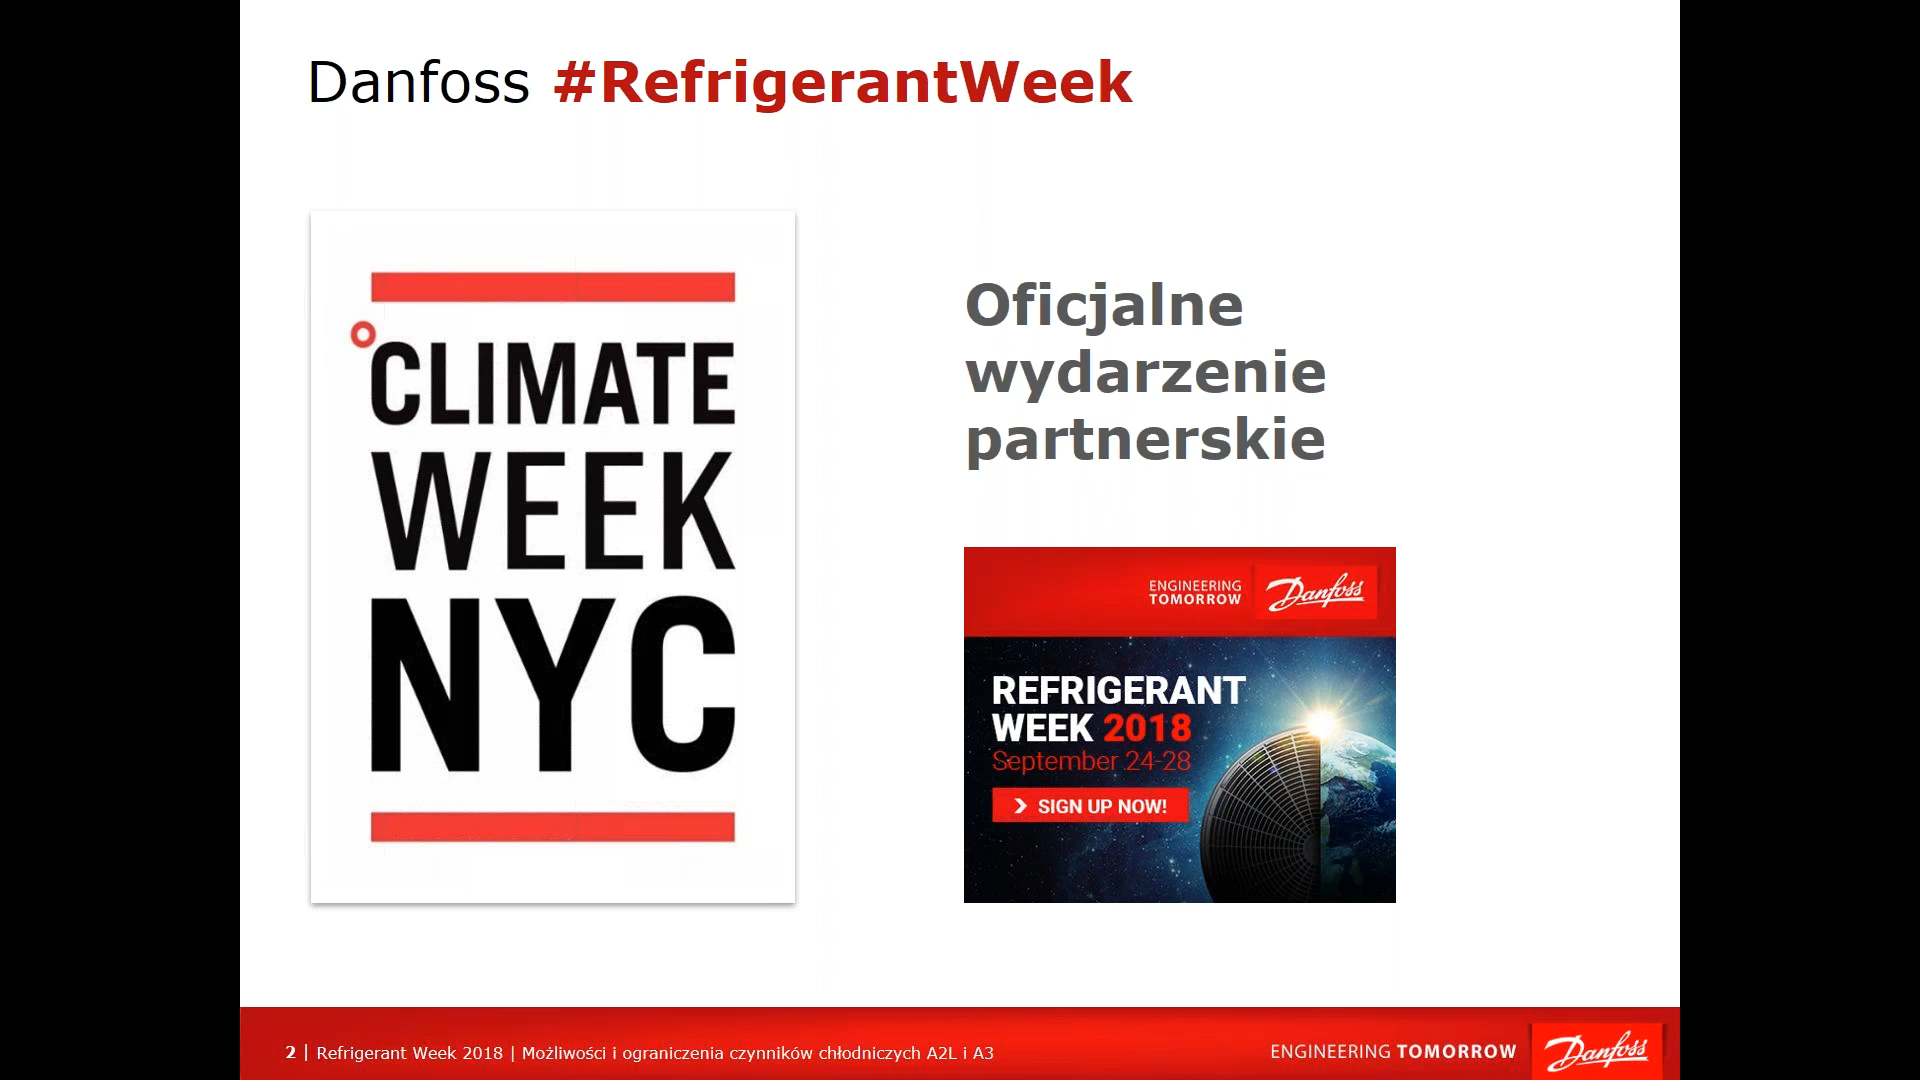 Danfoss #RefrigerantWeek
°CLIMATE
WEEK
NYC
Oficjalne
wydarzenie
partnerskie
ENGINEERING
TOMORROW
Danfoss
REFRIGERANT
WEEK 2018
September 24-28
SIGN UP NOW!
2 | Refrigerant Week 2018 | Możliwości i ograniczenia czynników chłodniczych A2L i A3
ENGINEERING TOMORROW
Danfoss